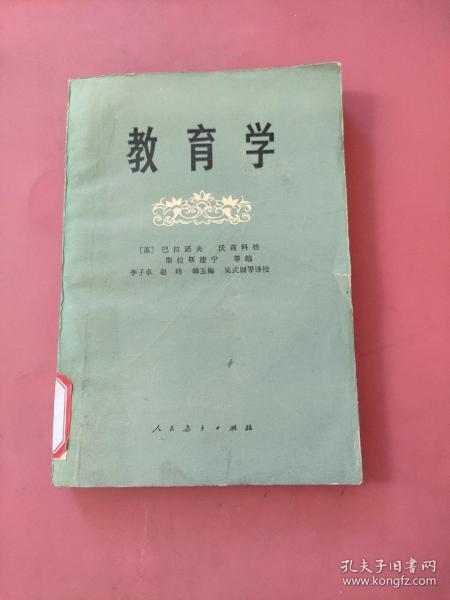 教育学
〔苏〕巴拉诺夫 沃莉科娃
斯拉斯捷宁 等编
李子卓 赵玮 韩玉梅 吴式颖等译校
人民教育出版社
孔夫子旧书网
www.kongfz.com